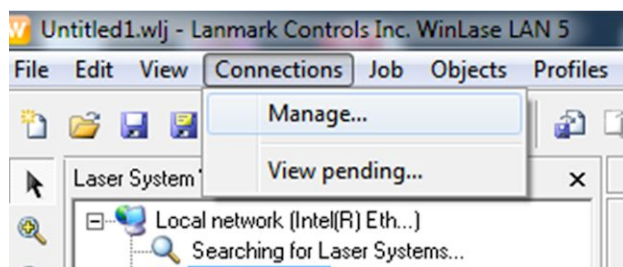 Untitled1.wlj - Lanmark Controls Inc. WinLase LAN 5
File Edit View Connections Job Objects Profiles
Manage...
View pending...
Laser System
Local network (Intel(R) Eth...)
Searching for Laser Systems...